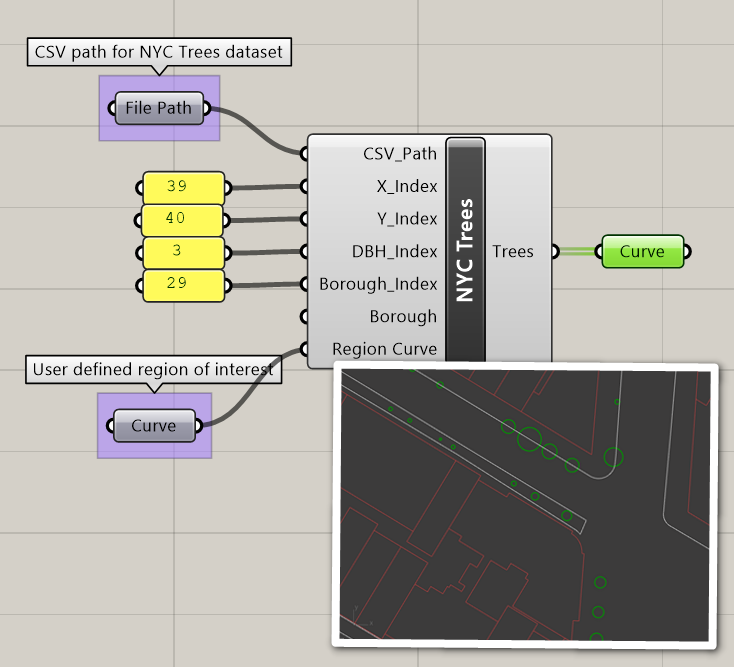 CSV path for NYC Trees dataset
File Path
39
40
3
29
CSV_Path
X_Index
Y_Index
DBH_Index
Borough_Index
Borough
Region Curve
NYC Trees
Trees
Curve
User defined region of interest
Curve